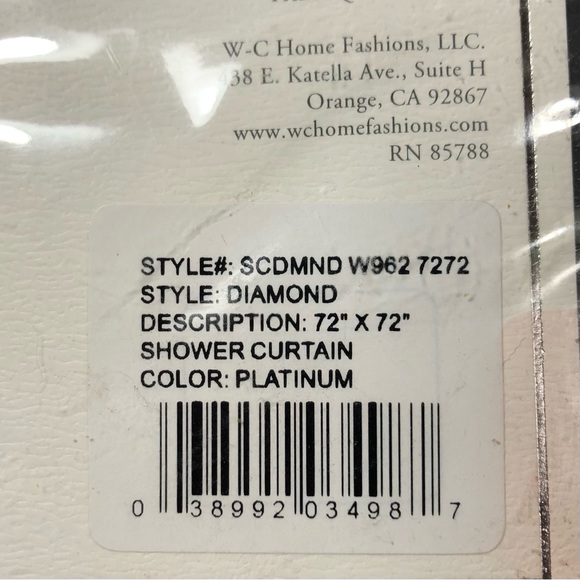 W-C Home Fashions, LLC.
38 E. Katella Ave., Suite H
Orange, CA 92867
www.wchomefashions.com
RN 85788
STYLE#: SCDMND W962 7272
STYLE: DIAMOND
DESCRIPTION: 72" X 72"
SHOWER CURTAIN
COLOR: PLATINUM
0 38992 03498 7